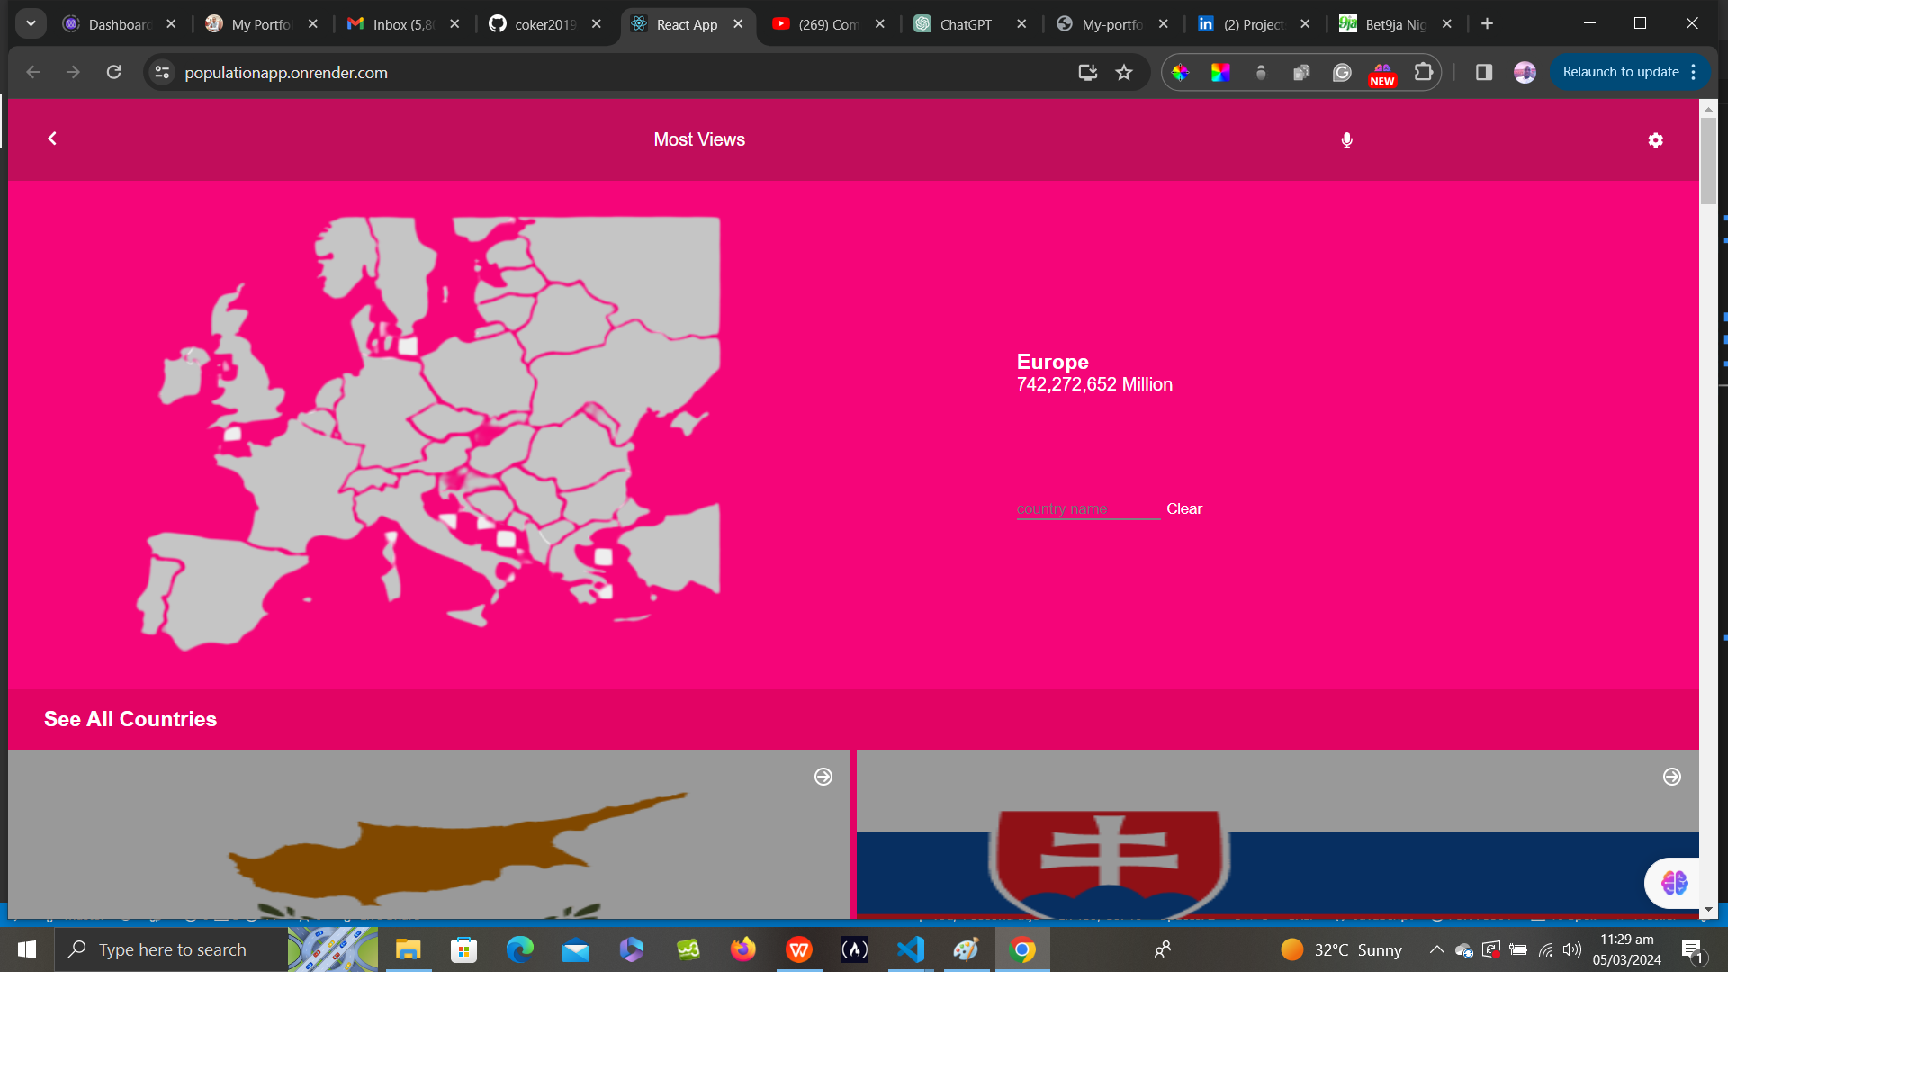 Dashboard
My Portfo
Inbox (5,8
coker2019
React App
(269) Com
ChatGPT
My-portfo
(2) Project
Bet9ja Nig
populationapp.onrender.com
NEW
Relaunch to update
Most Views
Europe
742,272,652 Million
country name
Clear
See All Countries
Type here to search
32°C Sunny
11:29 am
05/03/2024
1